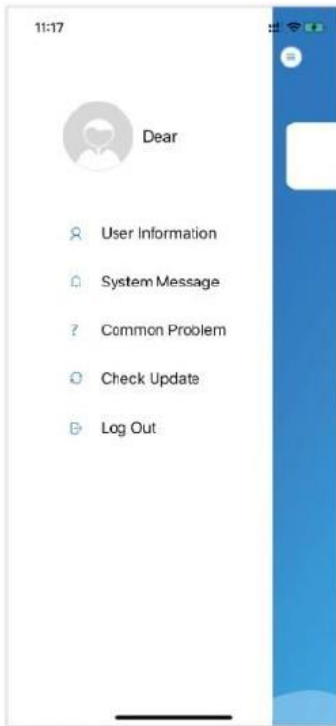 11:17
Dear
User Information
System Message
Common Problem
Check Update
Log Out